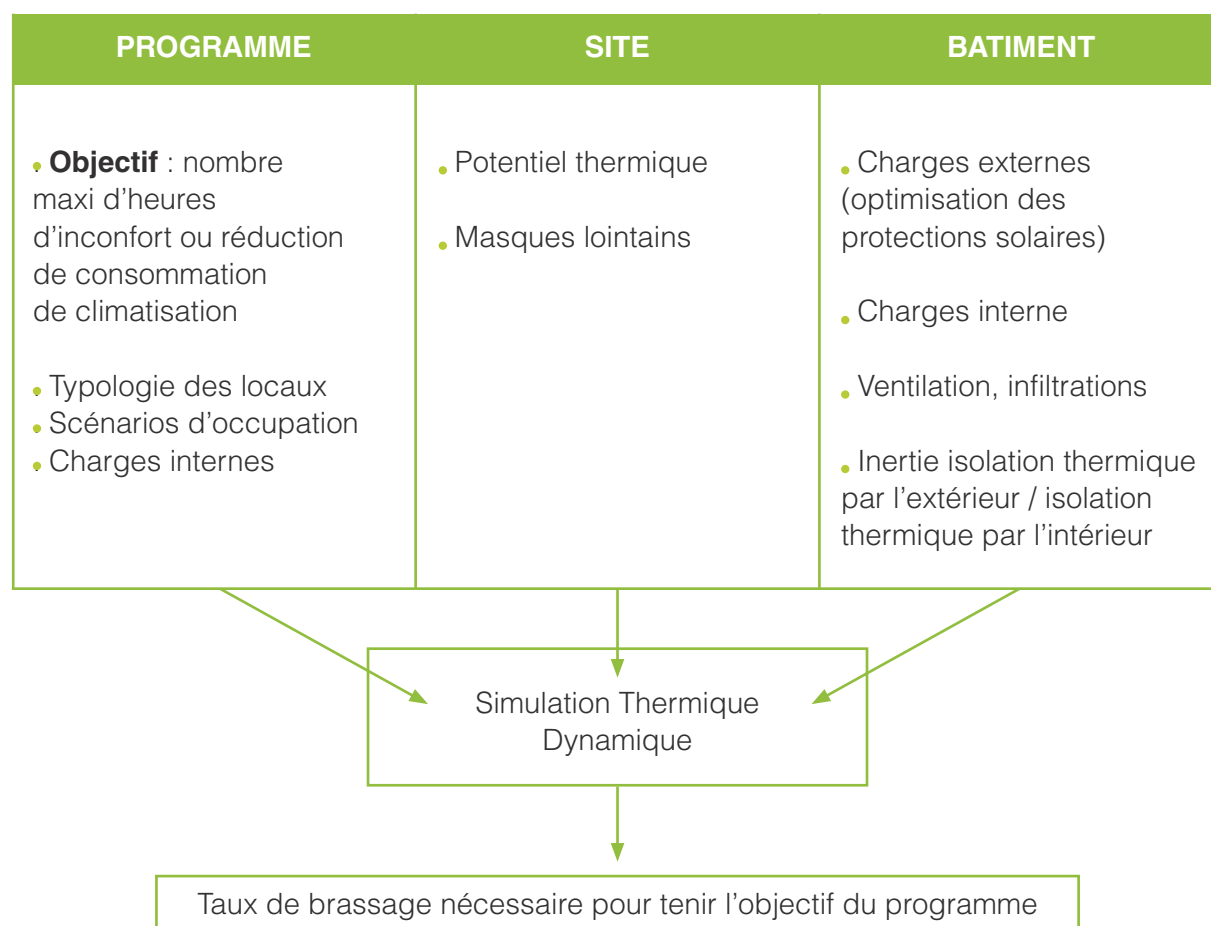 PROGRAMME
SITE
BATIMENT
. Objectif : nombre
maxi d’heures
d’inconfort ou réduction
de consommation
de climatisation
. Typologie des locaux
. Scénarios d’occupation
. Charges internes
. Potentiel thermique
. Masques lointains
. Charges externes
(optimisation des
protections solaires)
. Charges interne
. Ventilation, infiltrations
. Inertie isolation thermique
par l’extérieur / isolation
thermique par l’intérieur
Simulation Thermique
Dynamique
Taux de brassage nécessaire pour tenir l’objectif du programme